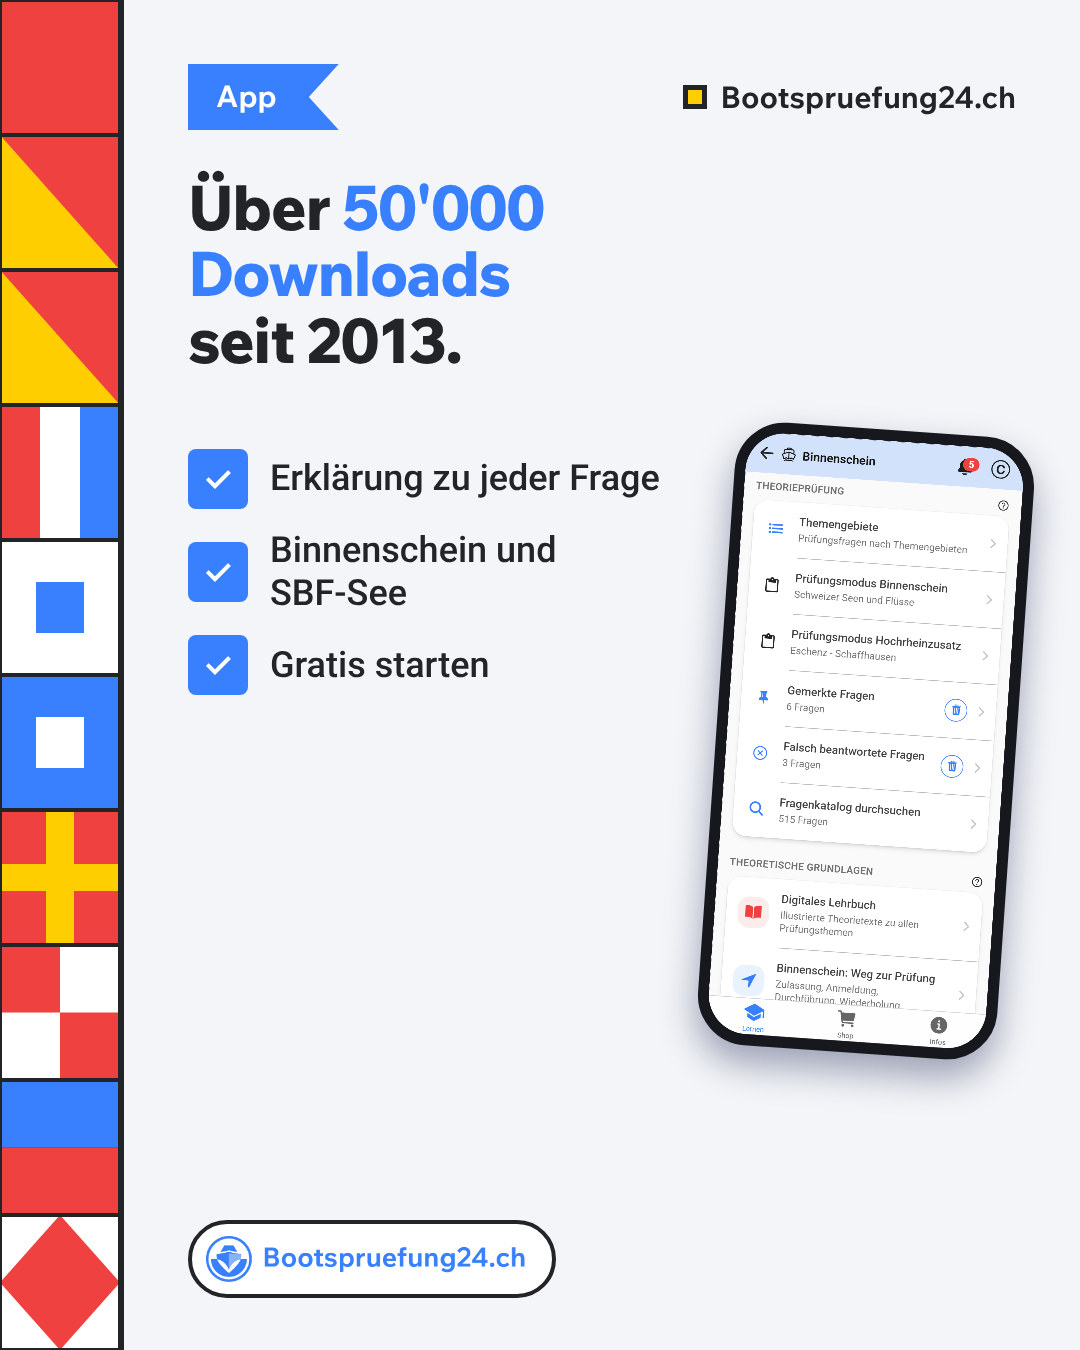 App
Bootspruefung24.ch
Über 50'000
Downloads
seit 2013.
Erklärung zu jeder Frage
Binnenschein und
SBF-See
Gratis starten
Binnenschein
5
C
THEORIEPRÜFUNG
Themengebiete
Prüfungsfragen nach Themengebieten
Prüfungsmodus Binnenschein
Schweizer Seen und Flüsse
Prüfungsmodus Hochrheinzusatz
Eschenz - Schaffhausen
Gemerkte Fragen
6 Fragen
Falsch beantwortete Fragen
3 Fragen
Fragenkatalog durchsuchen
515 Fragen
THEORETISCHE GRUNDLAGEN
Digitales Lehrbuch
Illustrierte Theorietexte zu allen
Prüfungsthemen
Binnenschein: Weg zur Prüfung
Zulassung, Anmeldung,
Durchführung, Wiederholung
Lernen
Shop
Infos
Bootspruefung24.ch